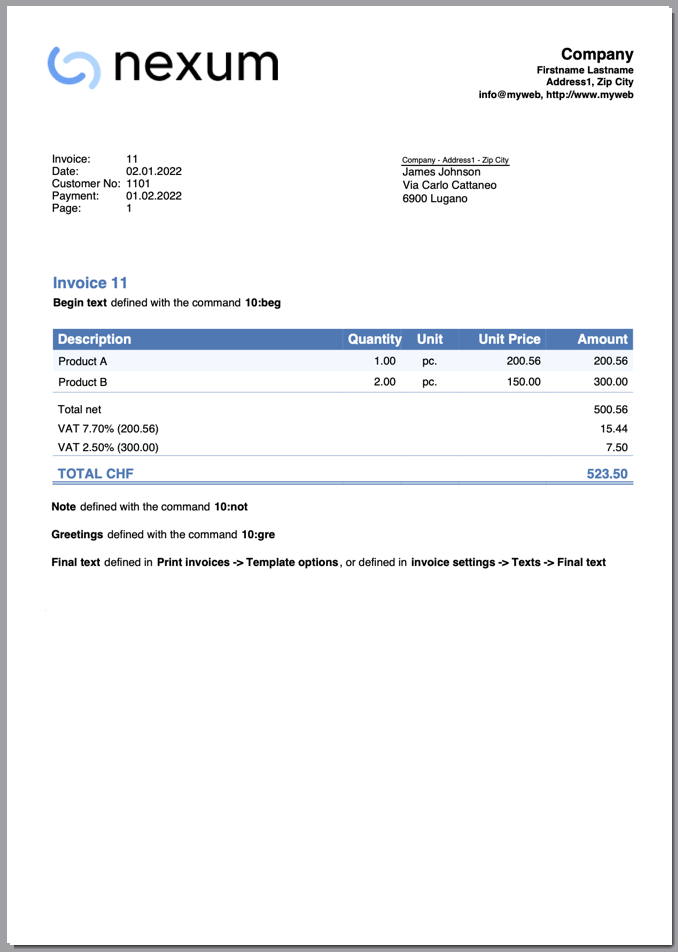 nexum
Company
Firstname Lastname
Address1, Zip City
info@myweb, http://www.myweb
Invoice: 11
Date: 02.01.2022
Customer No: 1101
Payment: 01.02.2022
Page: 1
Company - Address1 - Zip City
James Johnson
Via Carlo Cattaneo
6900 Lugano
Invoice 11
Begin text defined with the command 10:beg
Description Quantity Unit Unit Price Amount
Product A 1.00 pc. 200.56 200.56
Product B 2.00 pc. 150.00 300.00
Total net 500.56
VAT 7.70% (200.56) 15.44
VAT 2.50% (300.00) 7.50
TOTAL CHF 523.50
Note defined with the command 10:not
Greetings defined with the command 10:gre
Final text defined in Print invoices -> Template options, or defined in invoice settings -> Texts -> Final text